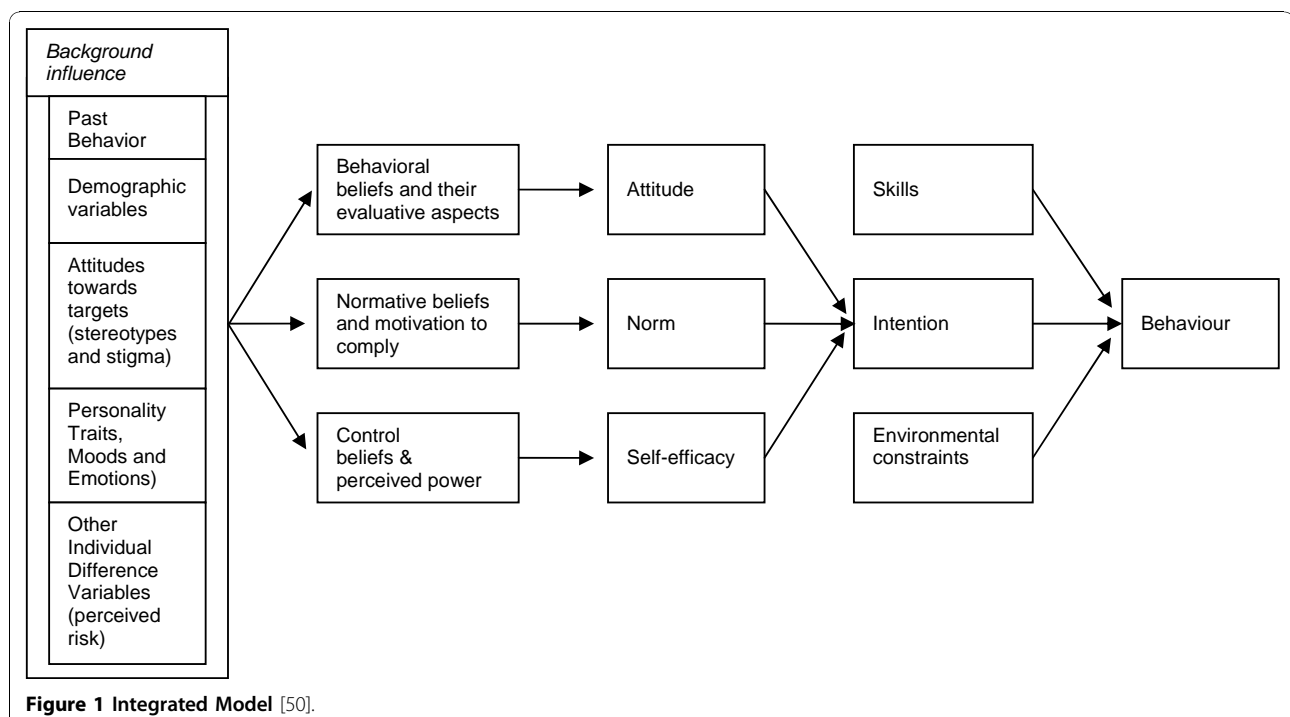 Background
influence
Past
Behavior
Demographic
variables
Attitudes
towards
targets
(stereotypes
and stigma)
Personality
Traits,
Moods and
Emotions)
Other
Individual
Difference
Variables
(perceived
risk)
Behavioral
beliefs and their
evaluative aspects
Normative beliefs
and motivation to
comply
Control
beliefs &
perceived power
Attitude
Norm
Self-efficacy
Skills
Intention
Environmental
constraints
Behaviour
Figure 1 Integrated Model [50].